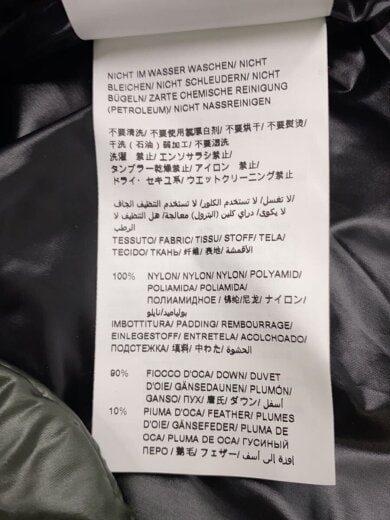 NICHT IM WASSER WASCHEN/ NICHT
BLEICHEN/ NICHT SCHLEUDERN/ NICHT
BÜGELN/ ZARTE CHEMISCHE REINIGUNG
(PETROLEUM)/ NICHT NASSREINIGEN
不要清洗/ 不要使用氯厚白剂/ 不要烘干/ 不要熨烫/
干洗 (石油) 弱加工/ 不要湿洗
洗濯 禁止/ エンソサラシ禁止/
タンブラー乾燥禁止/ アイロン 禁止/
ドライ・セキユ系/ ウエットクリーニング禁止
لا تغسل/ لا تستخدم الكلور/ لا تستخدم التنظيف الجاف/
لا يكوى/ دراي كلين (البترول) معالجة/ هل التنظيف لا
الرطب
TESSUTO/ FABRIC/ TISSU/ STOFF/ TELA/
TECIDO/ ТКАНЬ/ 纤维/ 表地/ الأقمشة/
100% NYLON/ NYLON/ NYLON/ POLYAMID/
POLIAMIDA/ POLIAMIDA/
ПОЛИАМИДНОЕ / 锦纶/尼龙/ ナイロン/
بولياميد/نايلو
IMBOTTITURA/ PADDING/ REMBOURRAGE/
EINLEGESTOFF/ ENTRETELA/ ACOLCHOADO/
ПОДСТЕЖКА/ 填料/ 中わた/ الحشوة/
90% FIOCCO D'OCA/ DOWN/ DUVET
D'OIE/ GÄNSEDAUNEN/ PLUMÓN/
GANSO/ ПУХ/ ダウン/ أسفل/
10% PIUMA D'OCA/ FEATHER/ PLUMES
D'OIE/ GÄNSEFEDER/ PLUMA DE
OCA/ PLUMA DE OCA/ ГУСИНЫЙ
ПЕРО / 鹅毛/ フェザー/ إوزة إلى أسف/